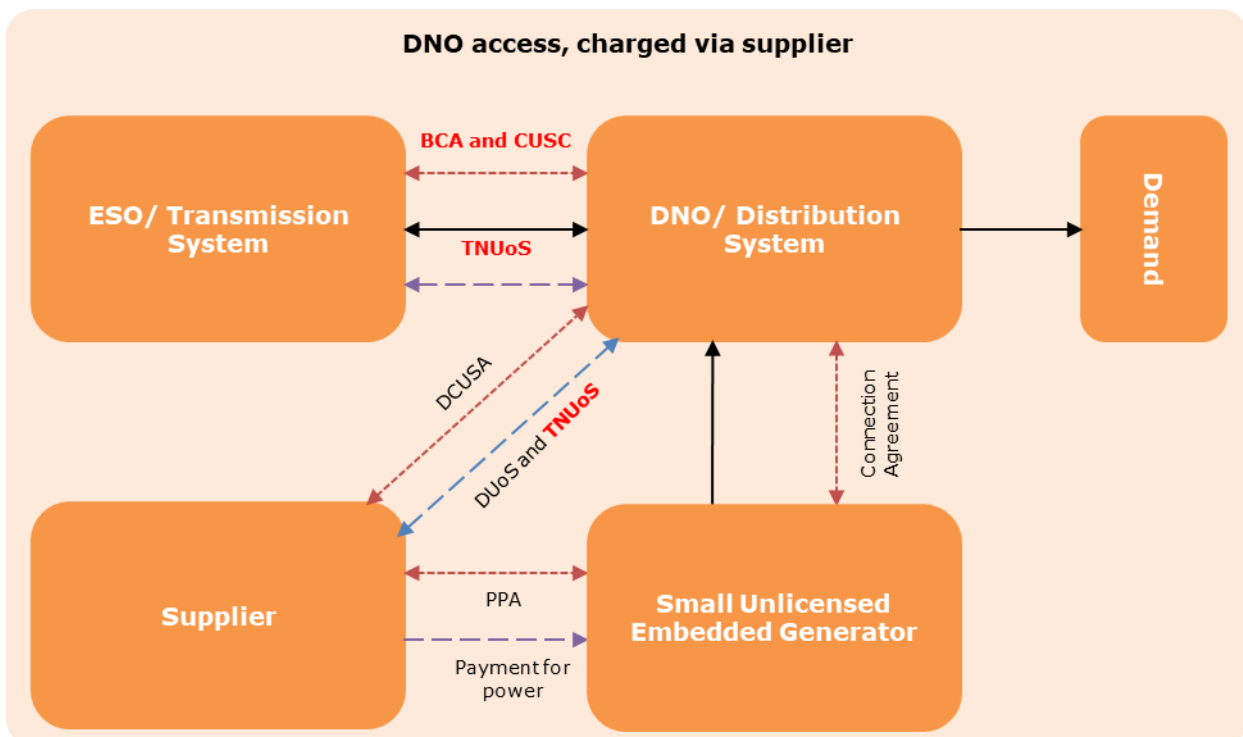 DNO access, charged via supplier
BCA and CUSC
ESO/ Transmission
System
TNUoS
DNO/ Distribution
System
Demand
DCUSA
DUoS and TNUoS
Connection
Agreement
Supplier
PPA
Payment for
power
Small Unlicensed
Embedded Generator